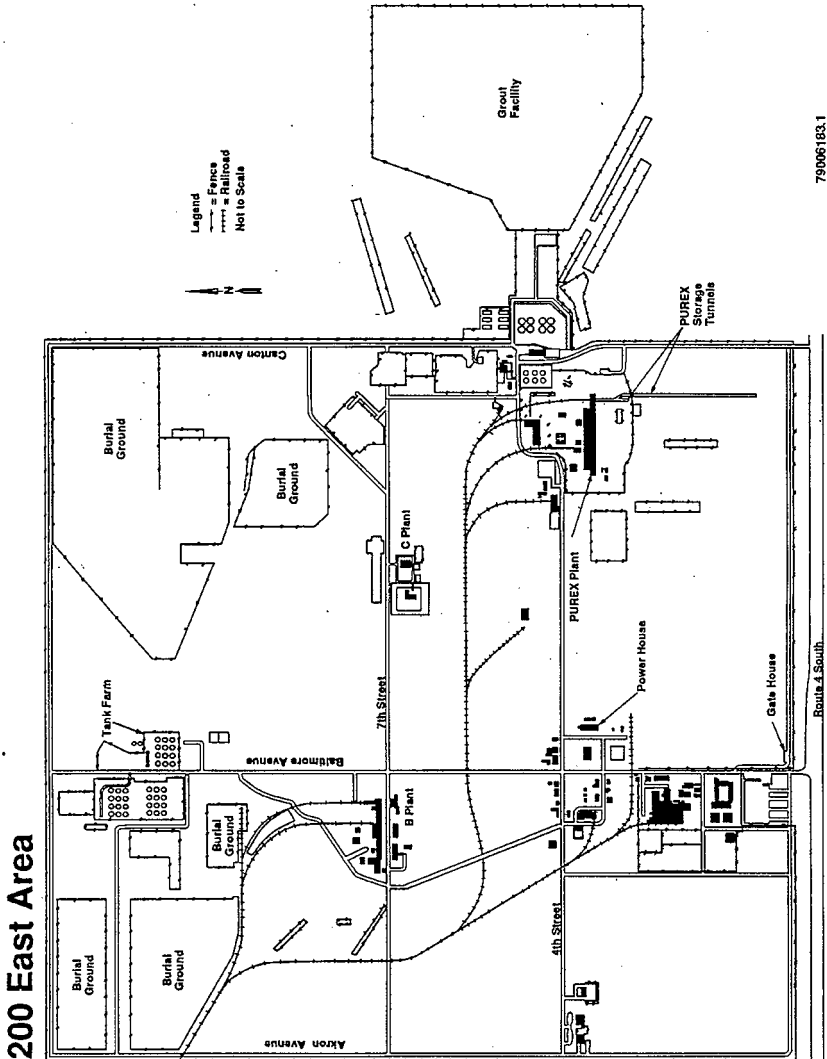 200 East Area
Legend
= Fence
= Railroad
Not to Scale
N
Grout
Facility
Burial
Ground
Canton Avenue
Burial
Ground
Tank Farm
Baltimore Avenue
7th Street
C Plant
PUREX
Storage
Tunnels
PUREX Plant
Power House
Gate House
Route 4 South
Burial
Ground
B Plant
Burial
Ground
Burial
Ground
Akron Avenue
4th Street
79006183.1